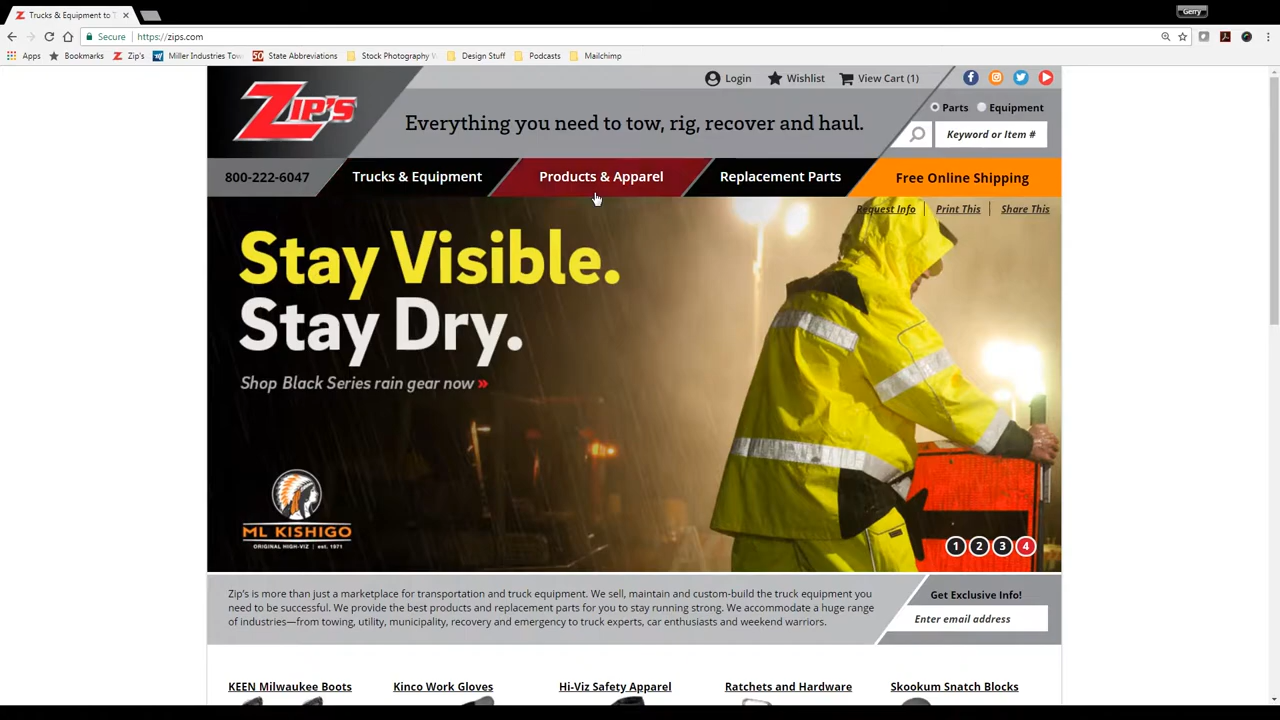 Trucks & Equipment to T
Gerry
Secure
https://zips.com
Apps
Bookmarks
Zip's
Miller Industries Tow
50
State Abbreviations
Stock Photography V
Design Stuff
Podcasts
Mailchimp
ZIP'S
Login
Wishlist
View Cart (1)
Everything you need to tow, rig, recover and haul.
Parts
Equipment
Keyword or Item #
800-222-6047
Trucks & Equipment
Products & Apparel
Replacement Parts
Free Online Shipping
Request Info
Print This
Share This
Stay Visible.
Stay Dry.
Shop Black Series rain gear now »
ML KISHIGO
ORIGINAL HIGH-VIZ | est. 1971
1 2 3 4
Zip's is more than just a marketplace for transportation and truck equipment. We sell, maintain and custom-build the truck equipment you
need to be successful. We provide the best products and replacement parts for you to stay running strong. We accommodate a huge range
of industries—from towing, utility, municipality, recovery and emergency to truck experts, car enthusiasts and weekend warriors.
Get Exclusive Info!
Enter email address
KEEN Milwaukee Boots
Kinco Work Gloves
Hi-Viz Safety Apparel
Ratchets and Hardware
Skookum Snatch Blocks